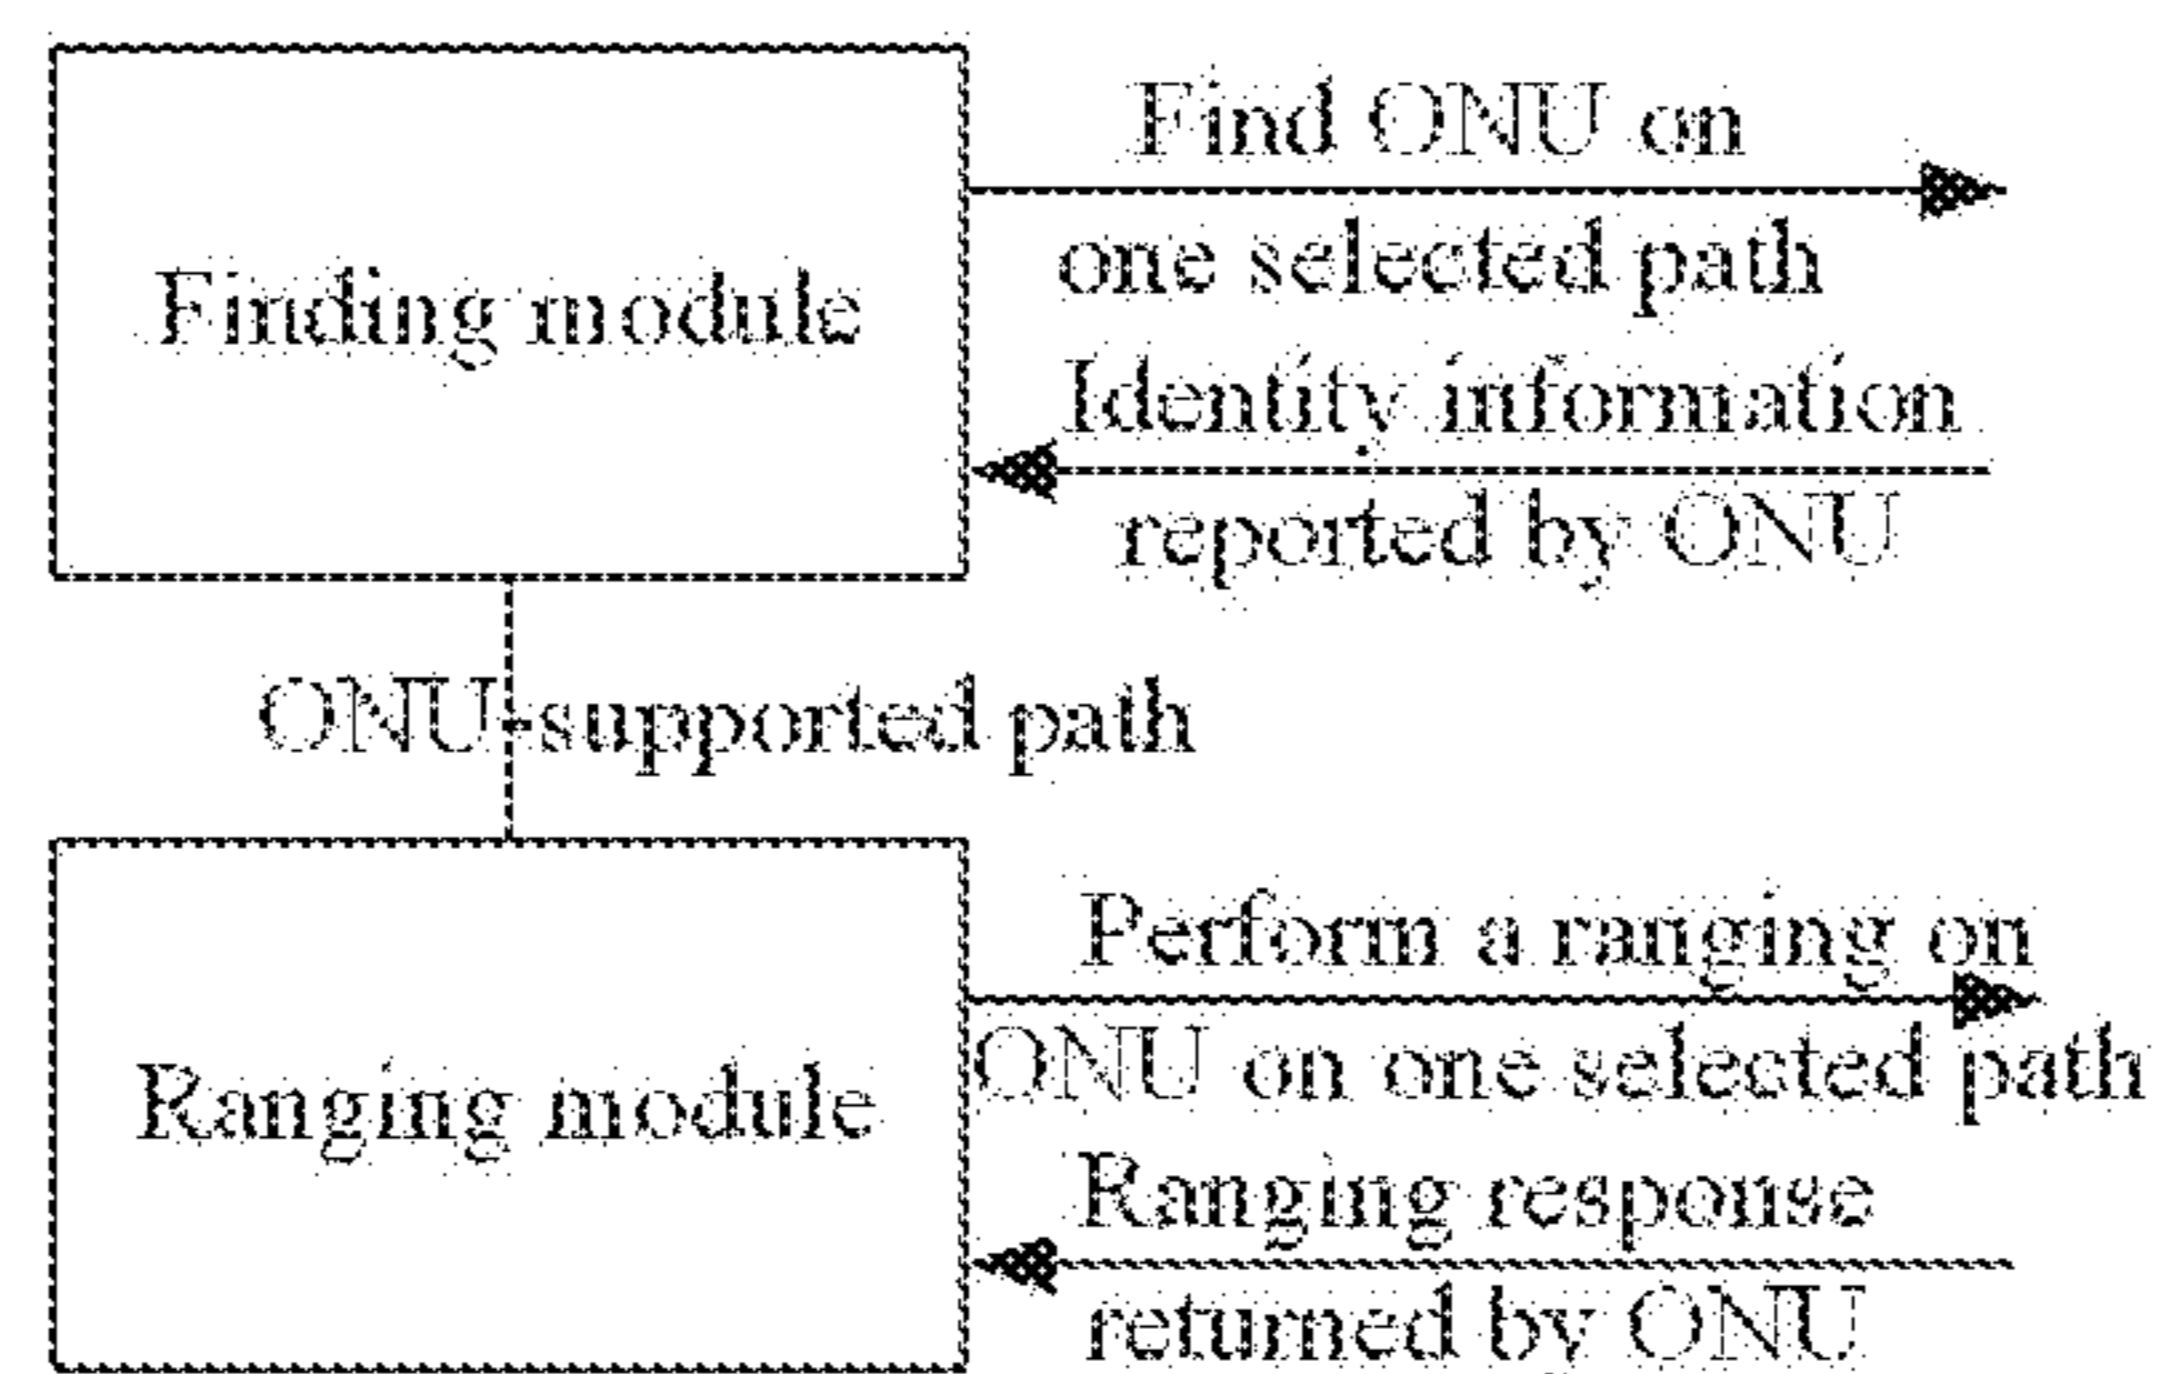 Find ONU on
one selected path
Finding module
Identity information
reported by ONU
ONU-supported path
Perform a ranging on
ONU on one selected path
Ranging module
Ranging response
returned by ONU